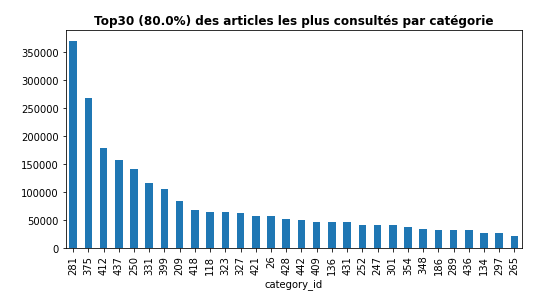 Top30 (80.0%) des articles les plus consultés par catégorie
350000
300000
250000
200000
150000
100000
50000
0
281 375 412 437 250 331 399 209 418 118 323 327 421 26 428 442 409 136 431 252 247 301 354 348 186 289 436 134 297 265
category_id